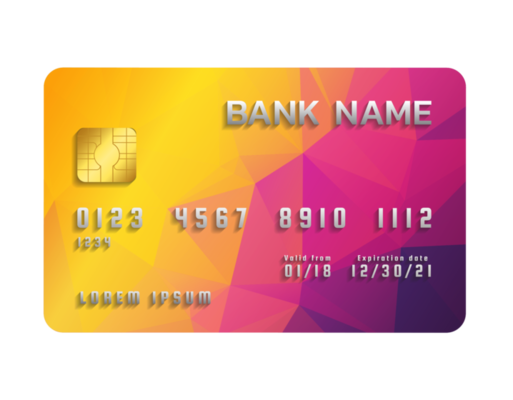 BANK NAME
0123 4567 8910 1112
1234
Valid from Expiration date
01/18 12/30/21
LOREM IPSUM